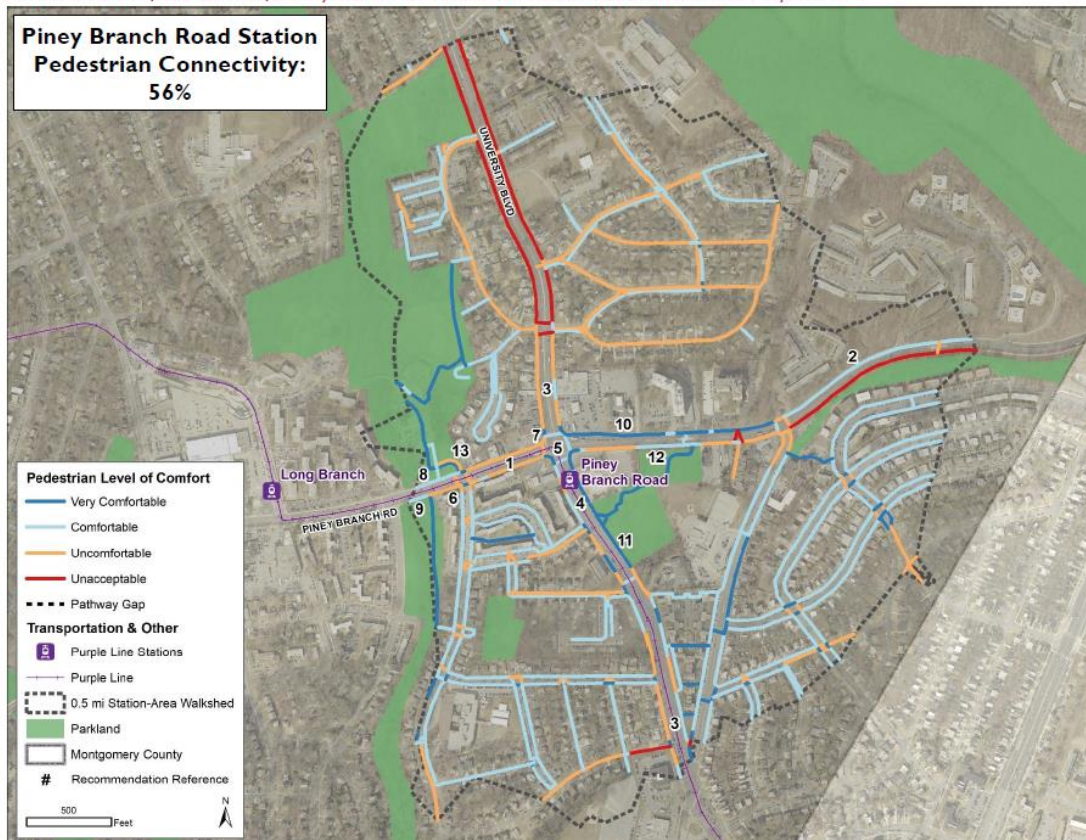 Piney Branch Road Station
Pedestrian Connectivity:
56%
UNIVERSITY BLVD
2
3
10
7
5
12
13
1
8
6
9
Long Branch
Piney
Branch Road
PINEY BRANCH RD
4
11
3
Pedestrian Level of Comfort
Very Comfortable
Comfortable
Uncomfortable
Unacceptable
Pathway Gap
Transportation & Other
Purple Line Stations
Purple Line
0.5 mi Station-Area Walkshed
Parkland
Montgomery County
# Recommendation Reference
500
Feet
N